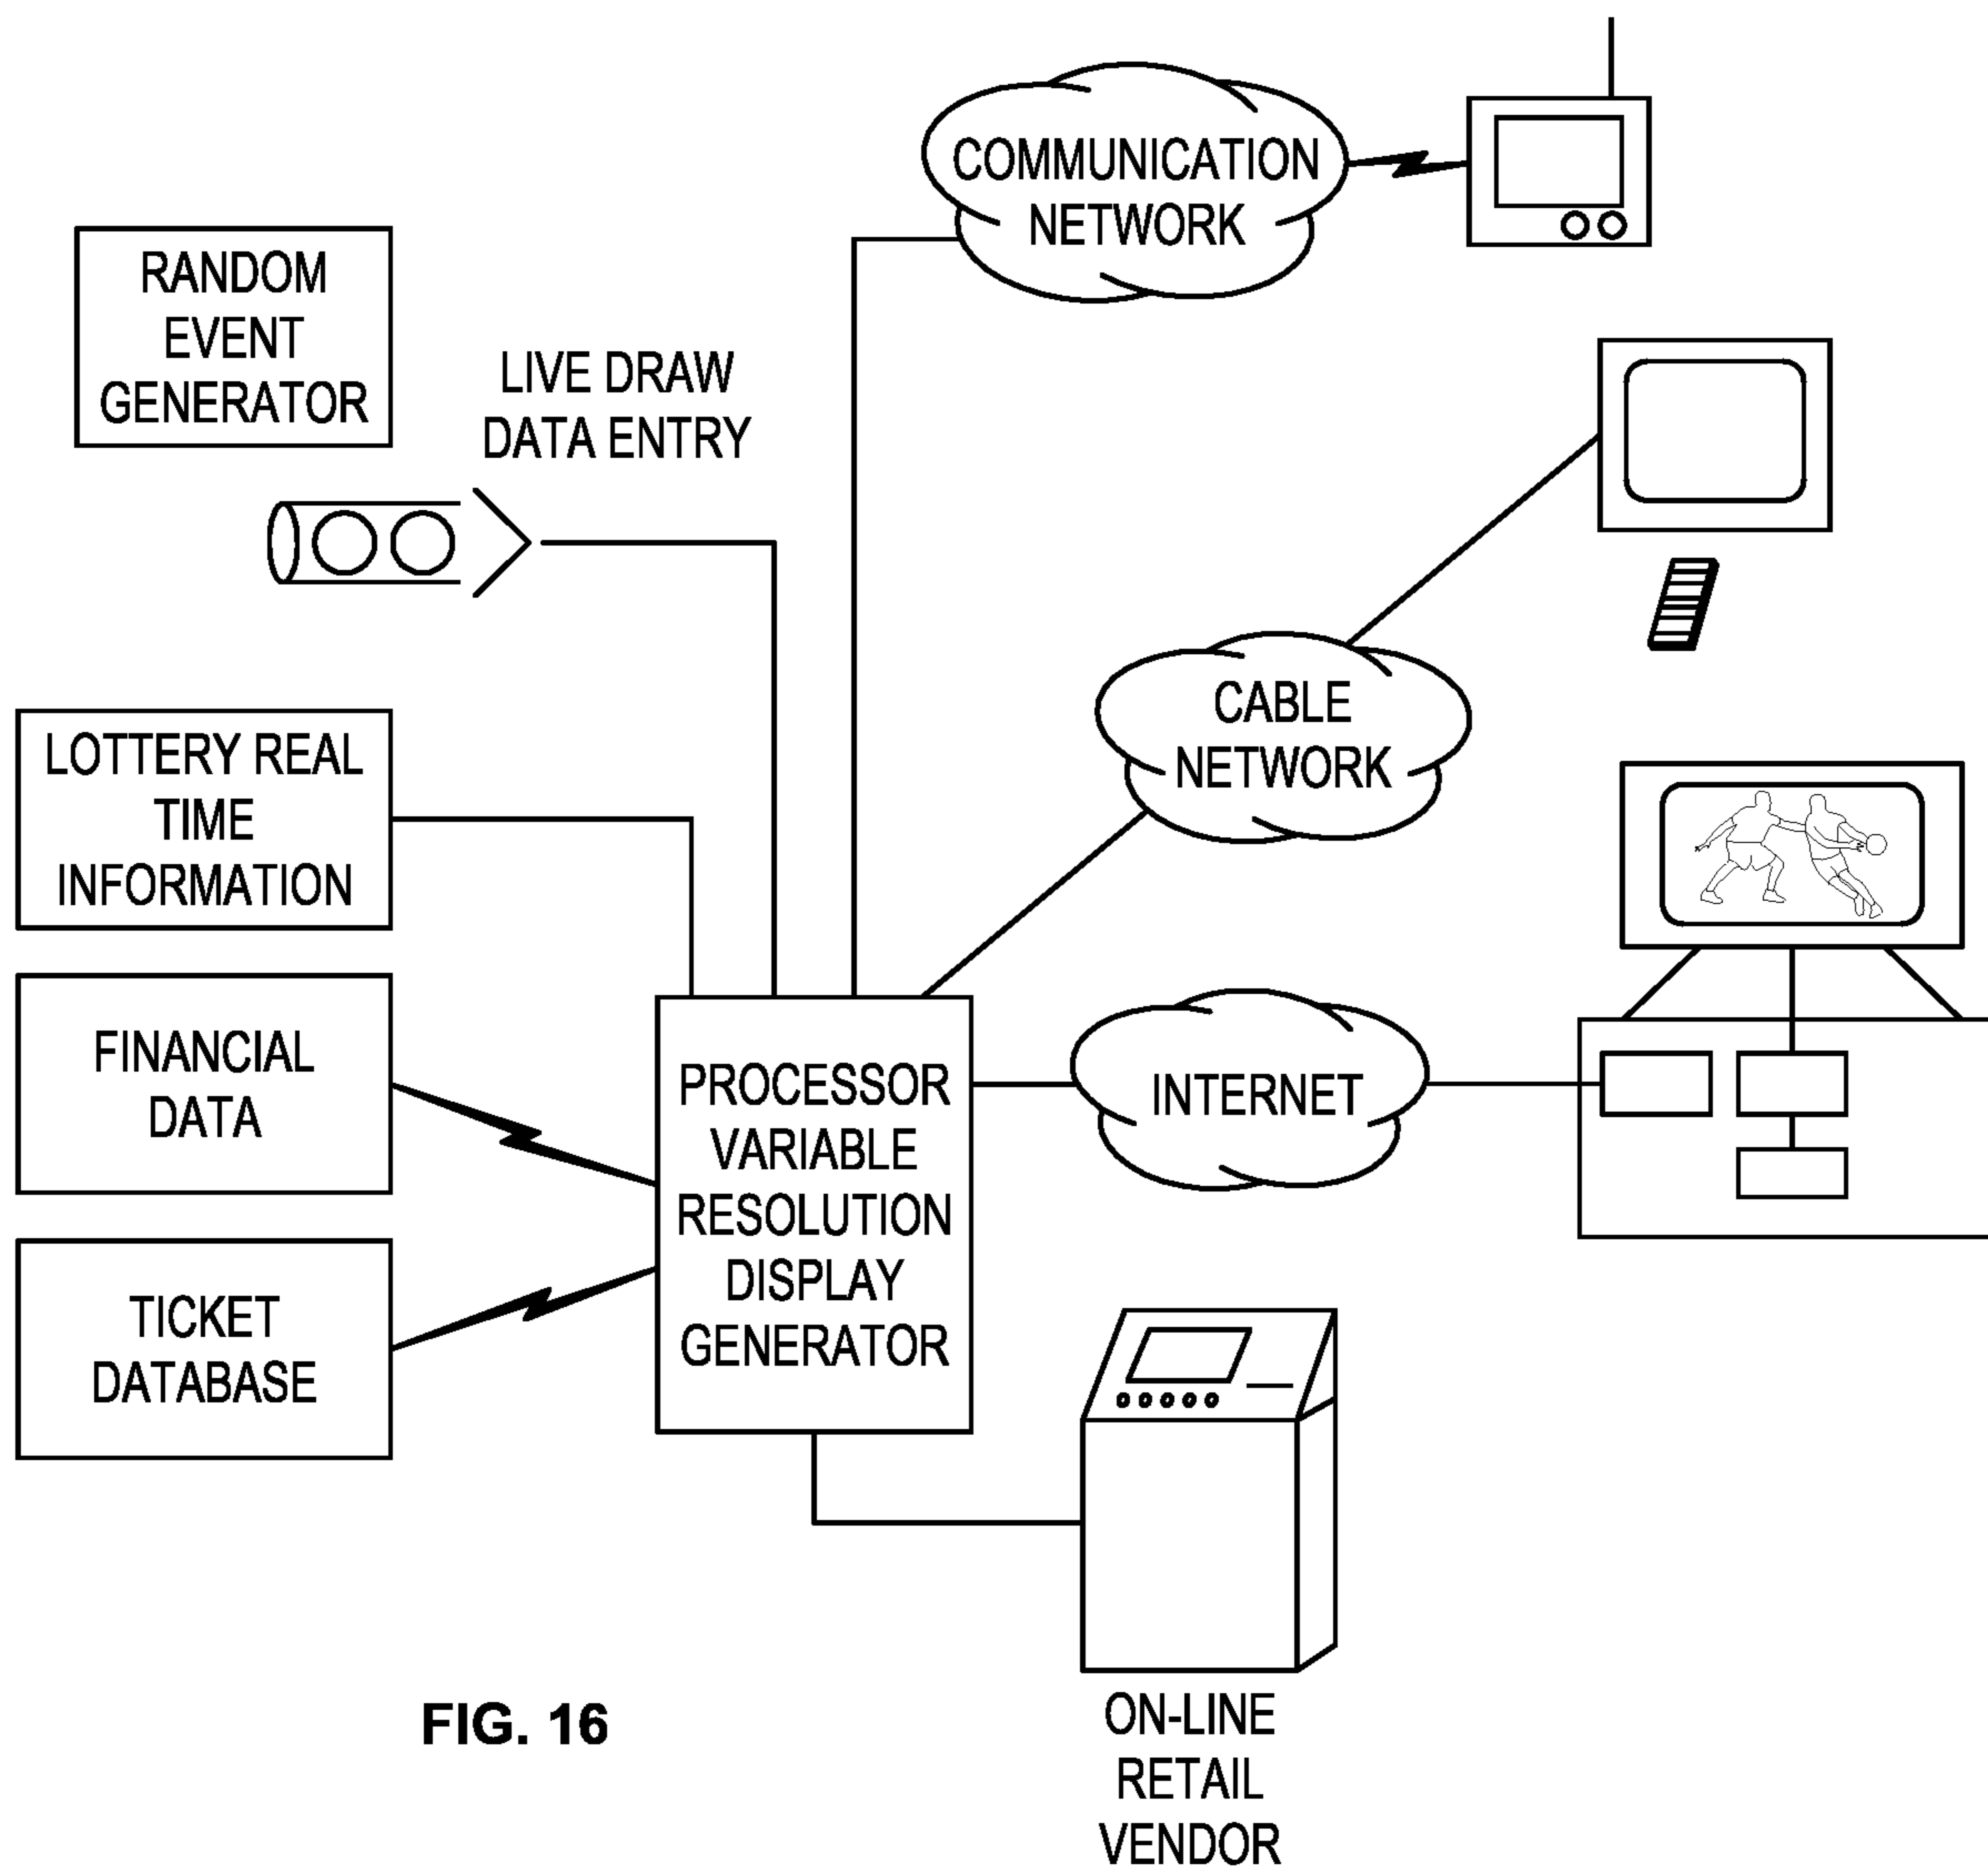 COMMUNICATION
NETWORK
RANDOM
EVENT
GENERATOR
LIVE DRAW
DATA ENTRY
CABLE
NETWORK
LOTTERY REAL
TIME
INFORMATION
FINANCIAL
DATA
PROCESSOR
VARIABLE
RESOLUTION
DISPLAY
GENERATOR
INTERNET
TICKET
DATABASE
ON-LINE
RETAIL
VENDOR
FIG. 16